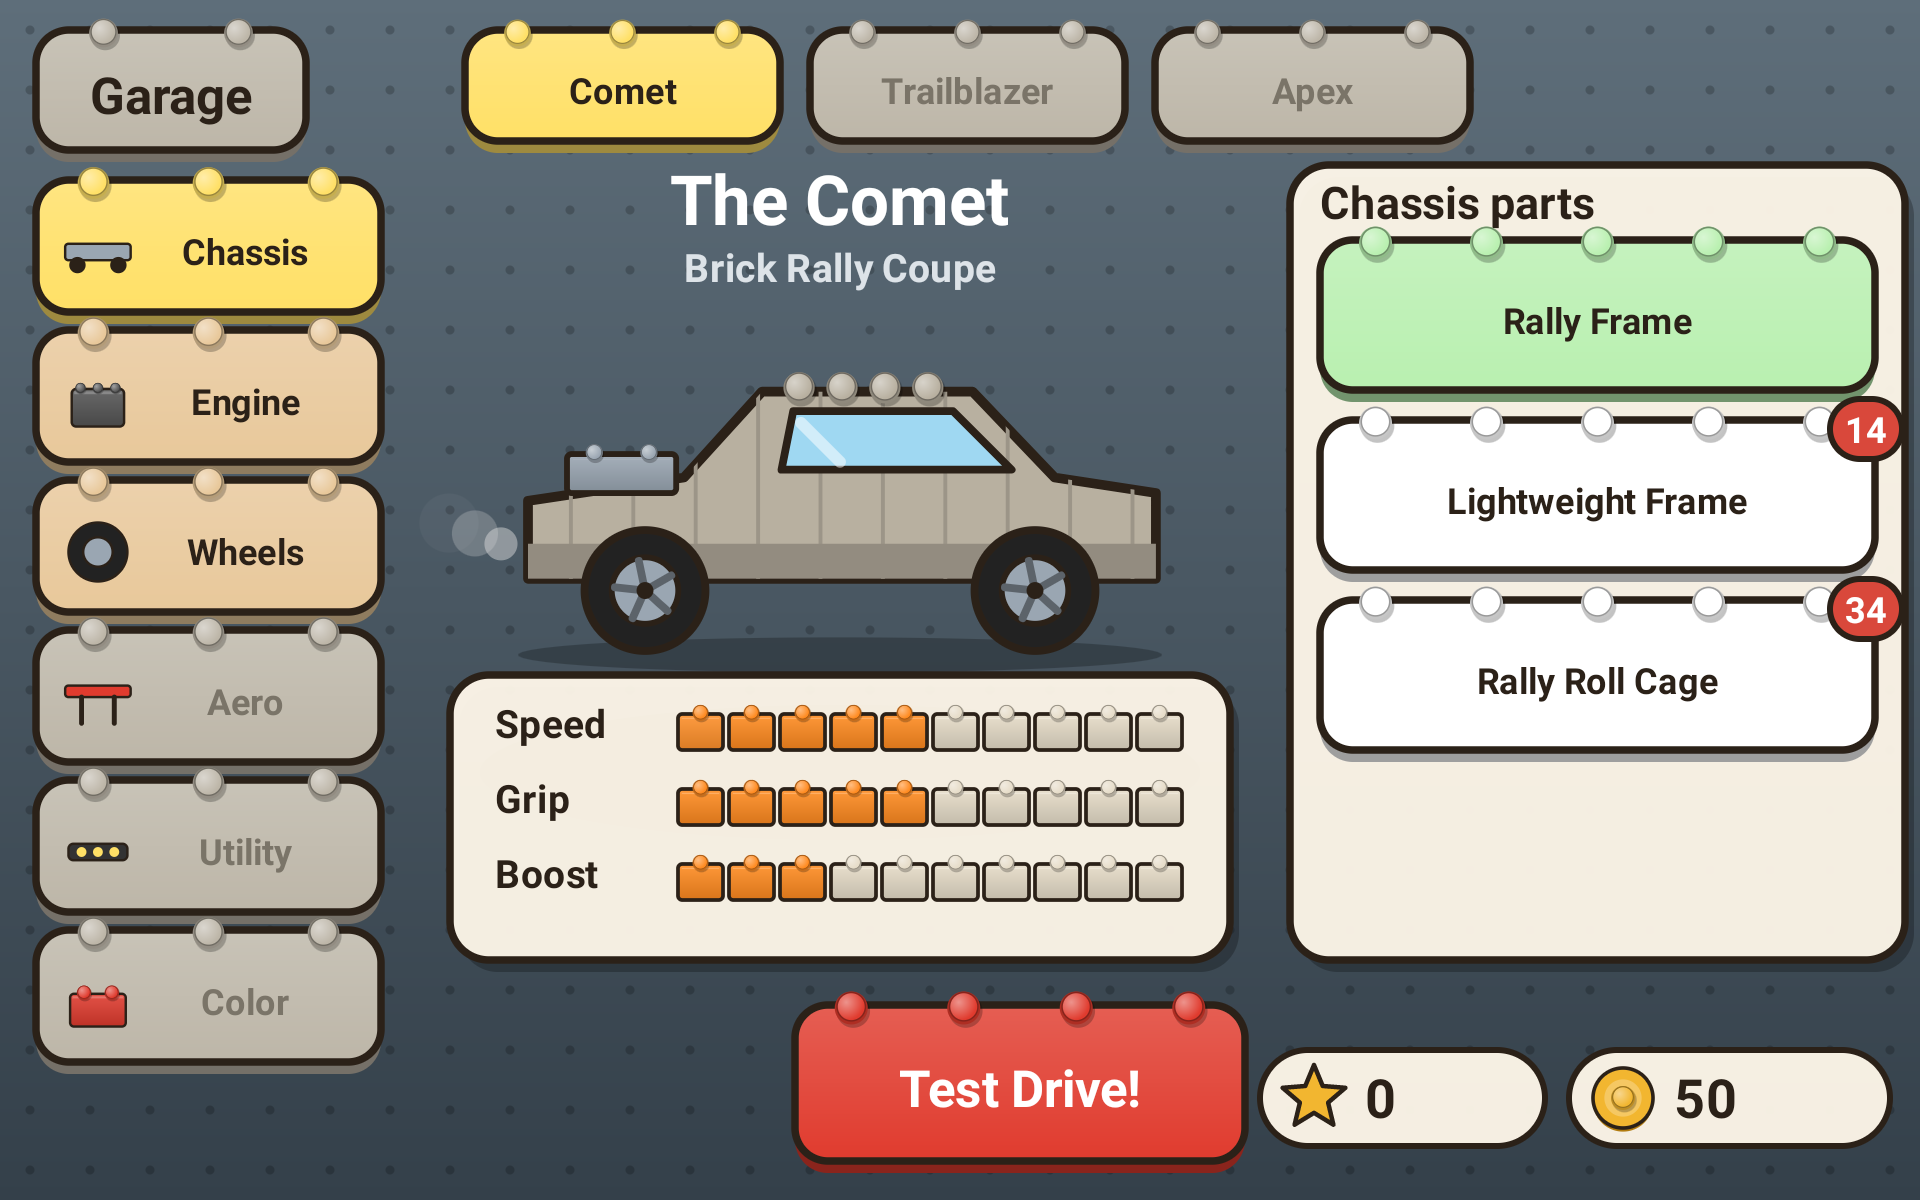 Garage
Comet
Trailblazer
Apex
Chassis
Engine
Wheels
Aero
Utility
Color
The Comet
Brick Rally Coupe
Speed
Grip
Boost
Chassis parts
Rally Frame
14
Lightweight Frame
34
Rally Roll Cage
Test Drive!
0
50